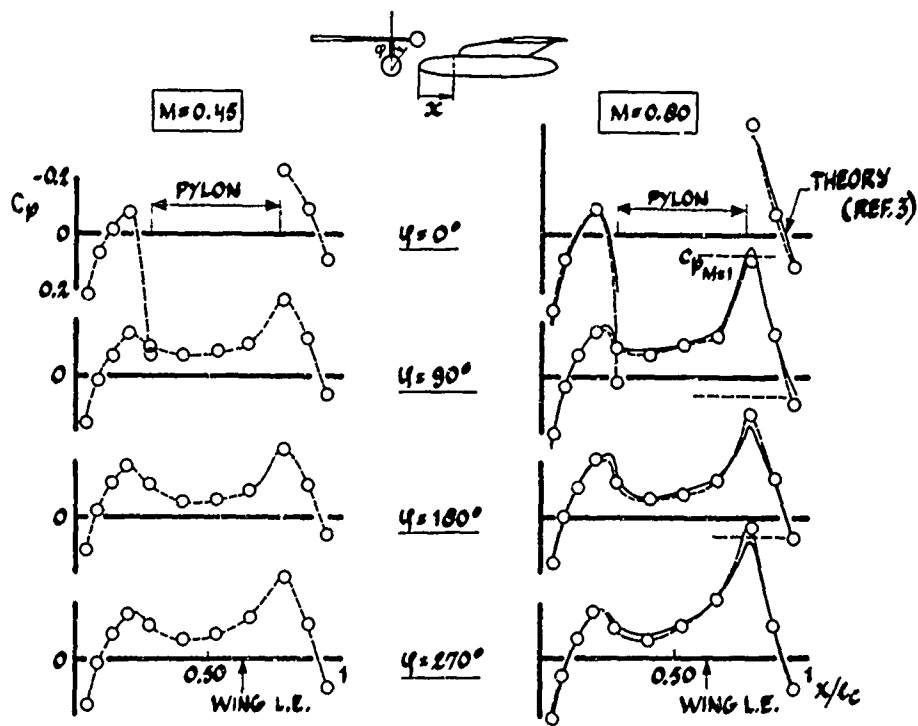 φ
x
M=0.45
M=0.80
-0.2
Cp
0
0.2
PYLON
φ=0°
PYLON
THEORY
(REF. 3)
CpM=1
0
φ=90°
0
φ=180°
0
0.50
1
WING L.E.
φ=270°
0.50
1
x/lc
WING L.E.